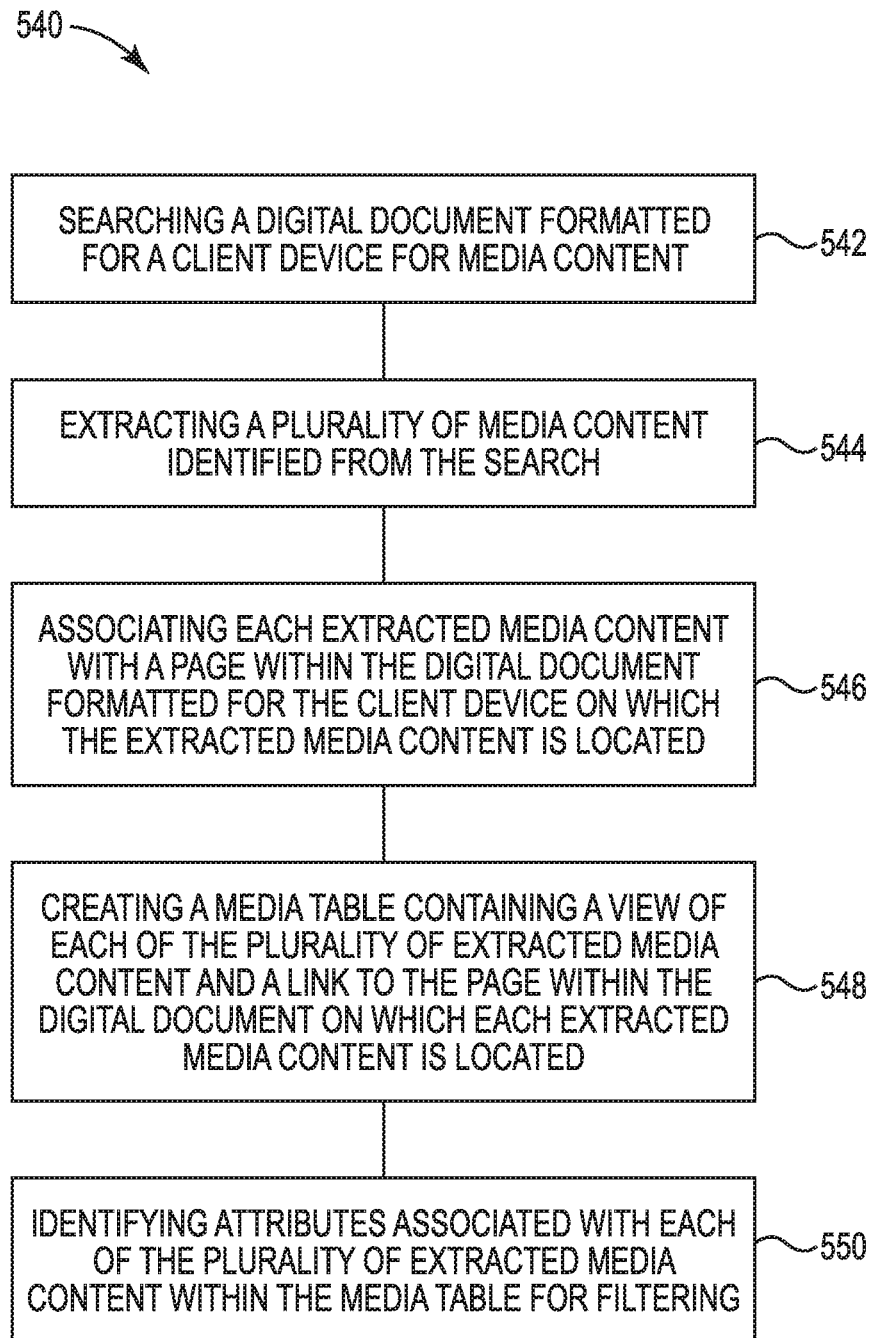 540
SEARCHING A DIGITAL DOCUMENT FORMATTED
FOR A CLIENT DEVICE FOR MEDIA CONTENT
542
EXTRACTING A PLURALITY OF MEDIA CONTENT
IDENTIFIED FROM THE SEARCH
544
ASSOCIATING EACH EXTRACTED MEDIA CONTENT
WITH A PAGE WITHIN THE DIGITAL DOCUMENT
FORMATTED FOR THE CLIENT DEVICE ON WHICH
THE EXTRACTED MEDIA CONTENT IS LOCATED
546
CREATING A MEDIA TABLE CONTAINING A VIEW OF
EACH OF THE PLURALITY OF EXTRACTED MEDIA
CONTENT AND A LINK TO THE PAGE WITHIN THE
DIGITAL DOCUMENT ON WHICH EACH EXTRACTED
MEDIA CONTENT IS LOCATED
548
IDENTIFYING ATTRIBUTES ASSOCIATED WITH EACH
OF THE PLURALITY OF EXTRACTED MEDIA
CONTENT WITHIN THE MEDIA TABLE FOR FILTERING
550